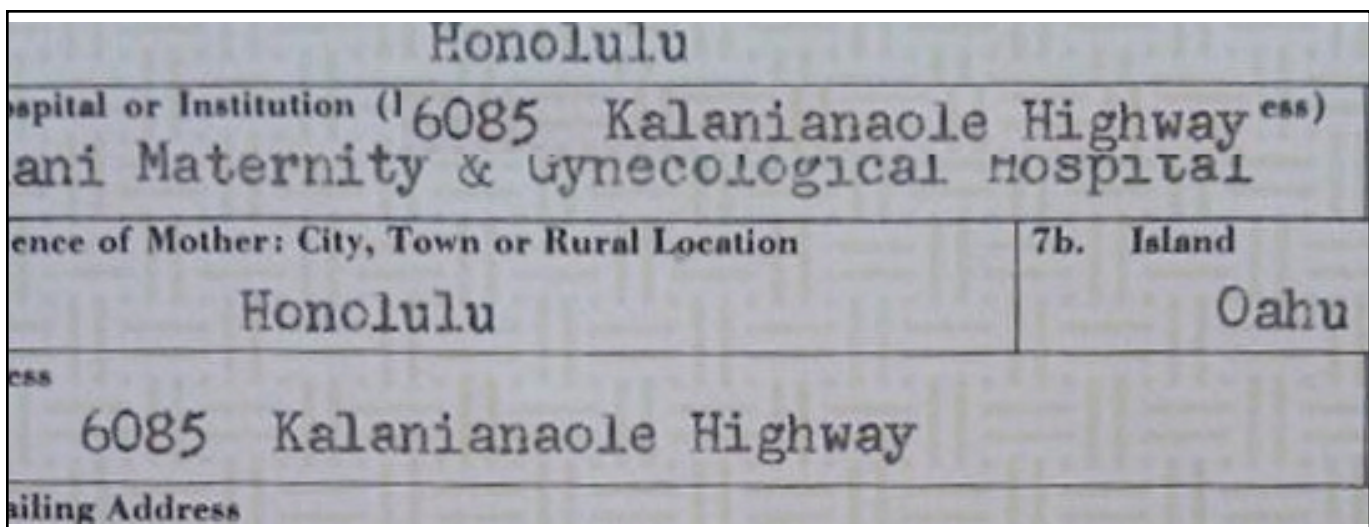 Honolulu
spital or Institution (I 6085 Kalanianaole Highway ess)
ani Maternity & Gynecological Hospital
ence of Mother: City, Town or Rural Location 7b. Island
Honolulu Oahu
ess
6085 Kalanianaole Highway
ailing Address